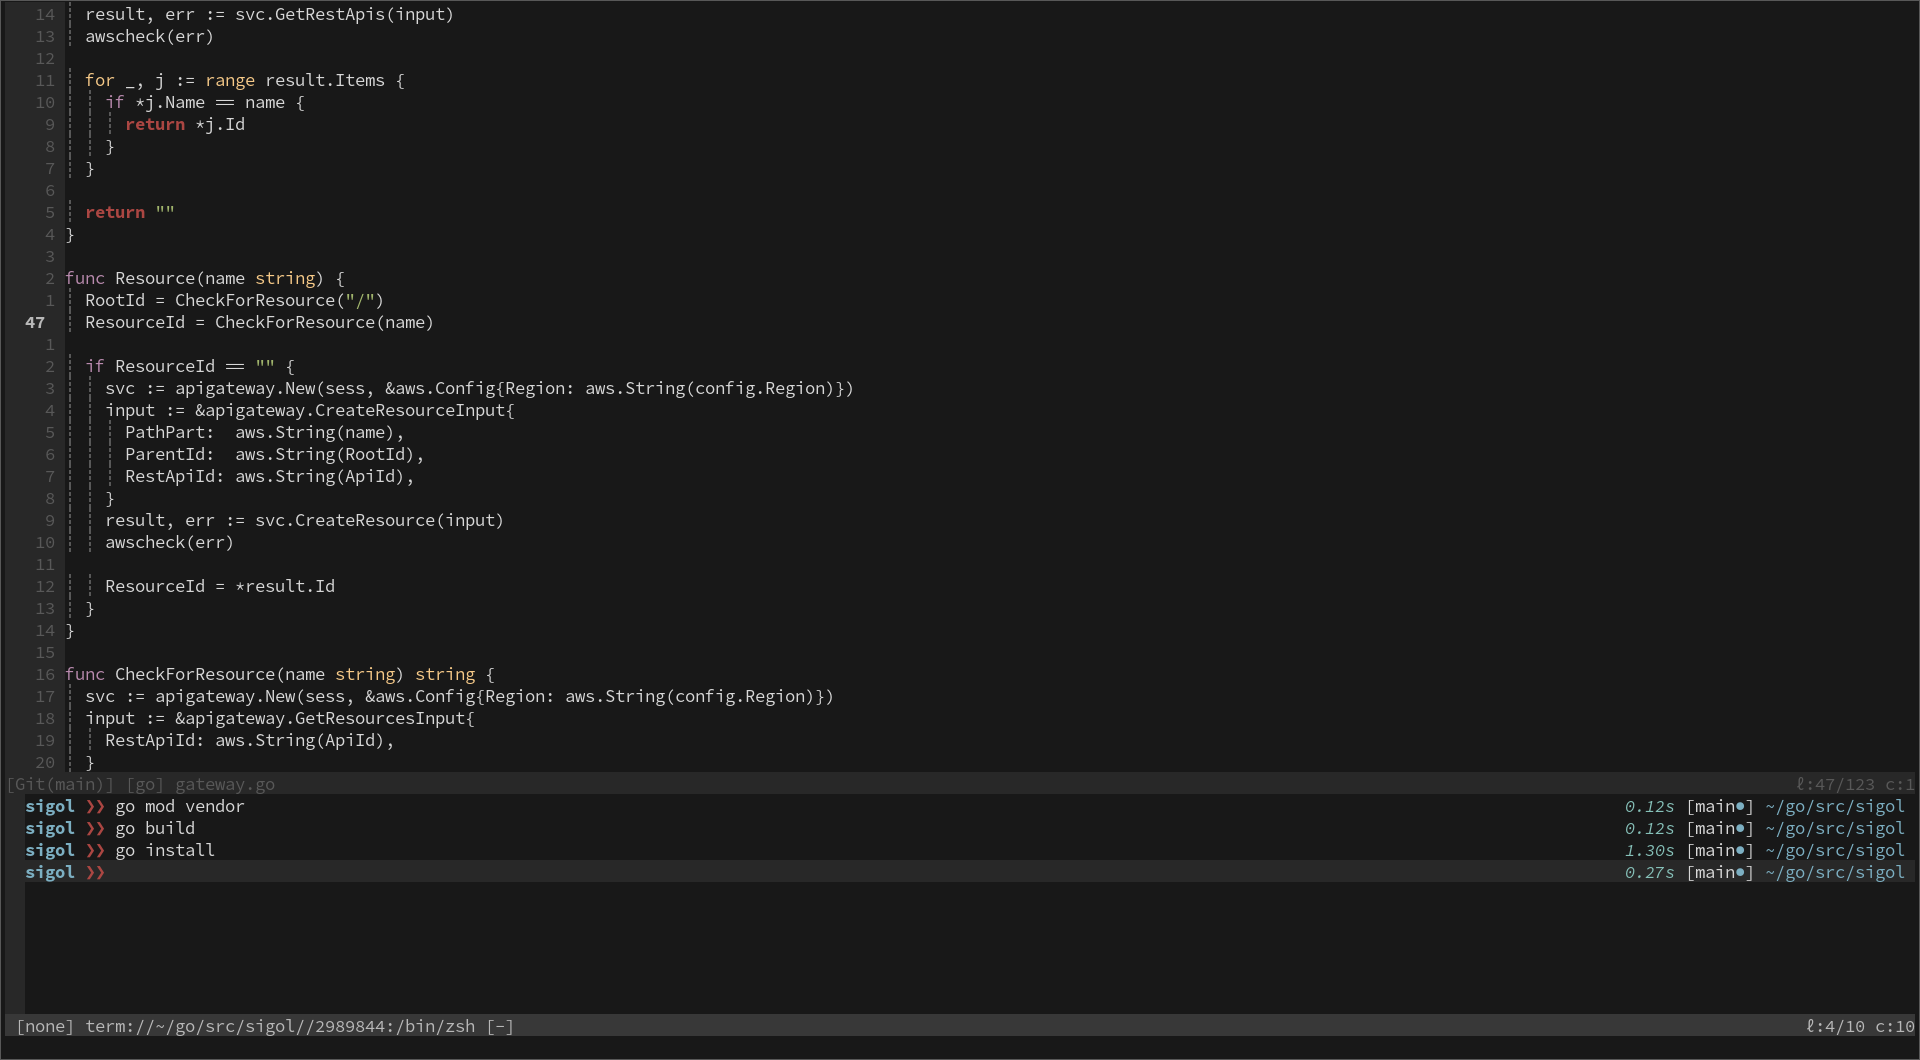 14   result, err := svc.GetRestApis(input)
13   awscheck(err)
12
11   for _, j := range result.Items {
10     if *j.Name == name {
9       return *j.Id
8     }
7   }
6
5   return ""
4 }
3
2 func Resource(name string) {
1   RootId = CheckForResource("/")
47   ResourceId = CheckForResource(name)
1
2   if ResourceId == "" {
3     svc := apigateway.New(sess, &aws.Config{Region: aws.String(config.Region)})
4     input := &apigateway.CreateResourceInput{
5       PathPart:  aws.String(name),
6       ParentId:  aws.String(RootId),
7       RestApiId: aws.String(ApiId),
8     }
9     result, err := svc.CreateResource(input)
10     awscheck(err)
11
12     ResourceId = *result.Id
13   }
14 }
15
16 func CheckForResource(name string) string {
17   svc := apigateway.New(sess, &aws.Config{Region: aws.String(config.Region)})
18   input := &apigateway.GetResourcesInput{
19     RestApiId: aws.String(ApiId),
20   }
[Git(main)] [go] gateway.go ℓ:47/123 c:1
sigol ❯❯ go mod vendor 0.12s [main●] ~/go/src/sigol
sigol ❯❯ go build 0.12s [main●] ~/go/src/sigol
sigol ❯❯ go install 1.30s [main●] ~/go/src/sigol
sigol ❯❯ 0.27s [main●] ~/go/src/sigol
[none] term://~/go/src/sigol//2989844:/bin/zsh [-] ℓ:4/10 c:10